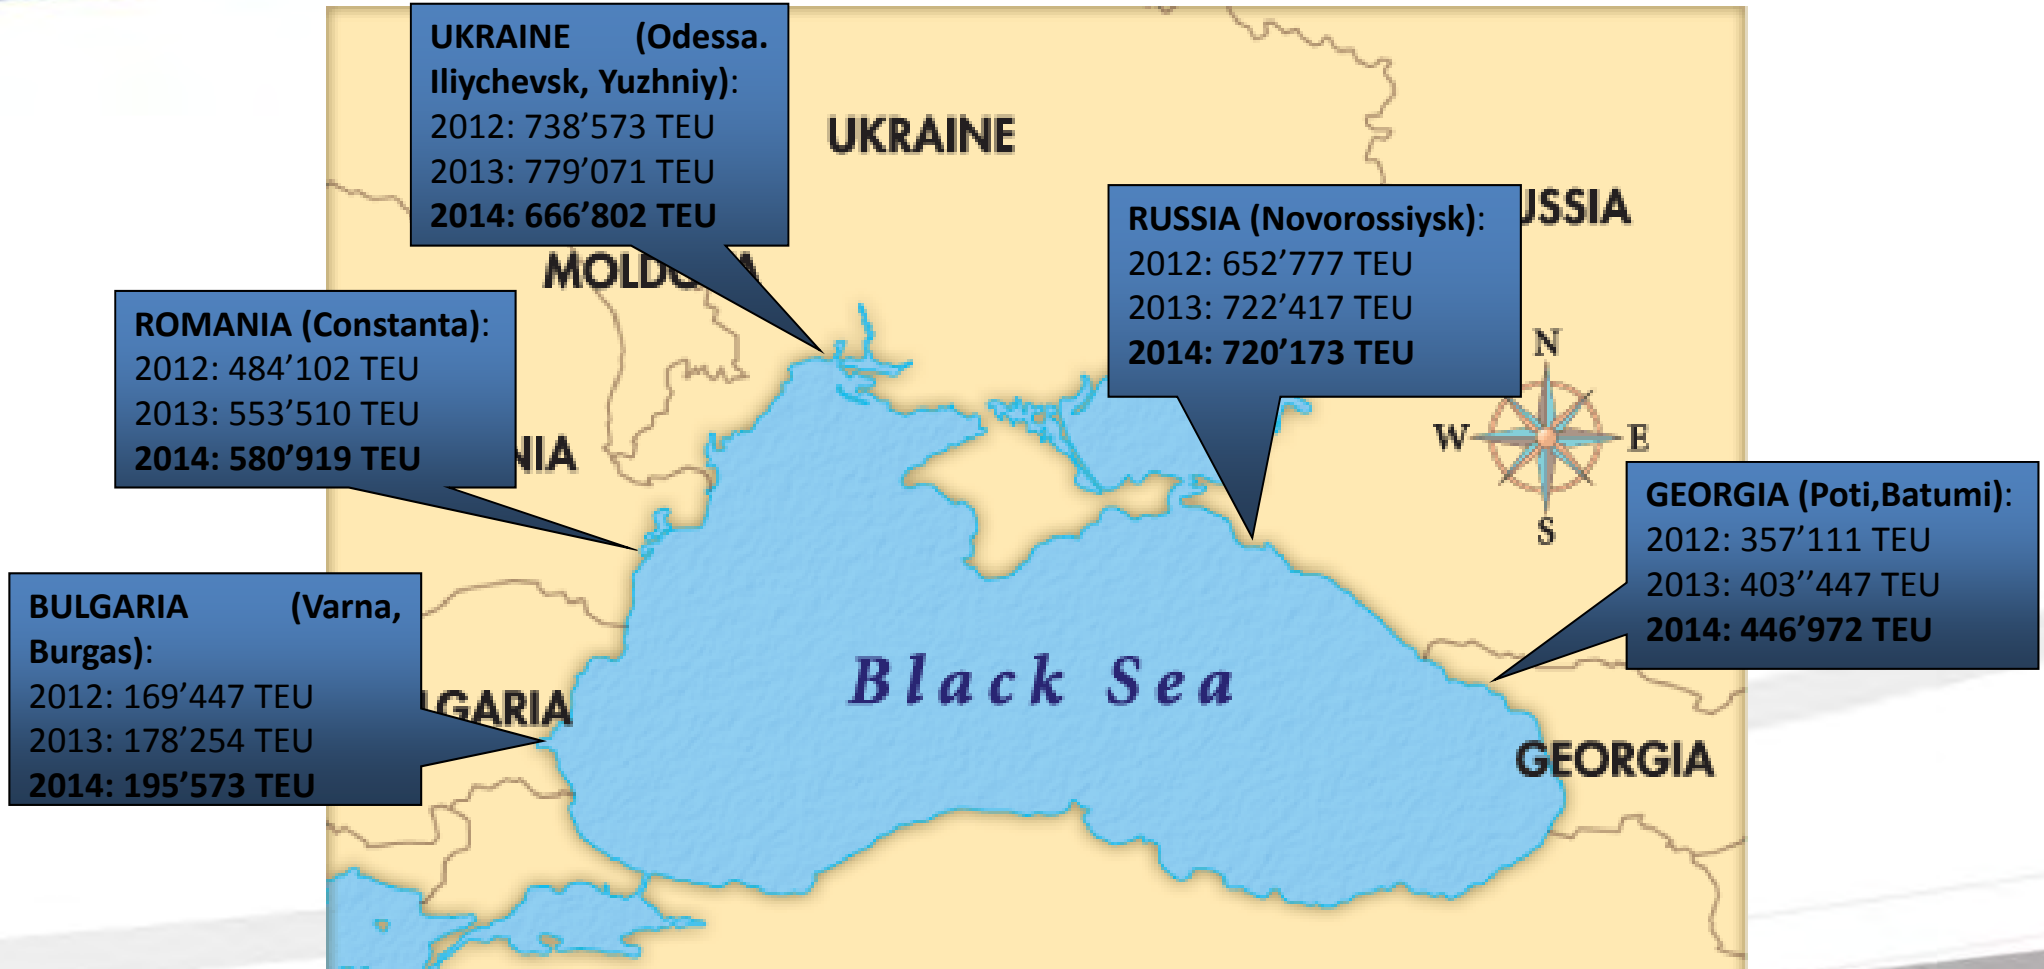 UKRAINE (Odessa.
Iliychevsk, Yuzhniy):
2012: 738’573 TEU
2013: 779’071 TEU
2014: 666’802 TEU
UKRAINE
RUSSIA (Novorossiysk):
2012: 652’777 TEU
2013: 722’417 TEU
2014: 720’173 TEU
USSIA
MOLDOVA
ROMANIA (Constanta):
2012: 484’102 TEU
2013: 553’510 TEU
2014: 580’919 TEU
NIA
N
W E
S
GEORGIA (Poti,Batumi):
2012: 357’111 TEU
2013: 403’’447 TEU
2014: 446’972 TEU
BULGARIA (Varna,
Burgas):
2012: 169’447 TEU
2013: 178’254 TEU
2014: 195’573 TEU
LGARIA
Black Sea
GEORGIA